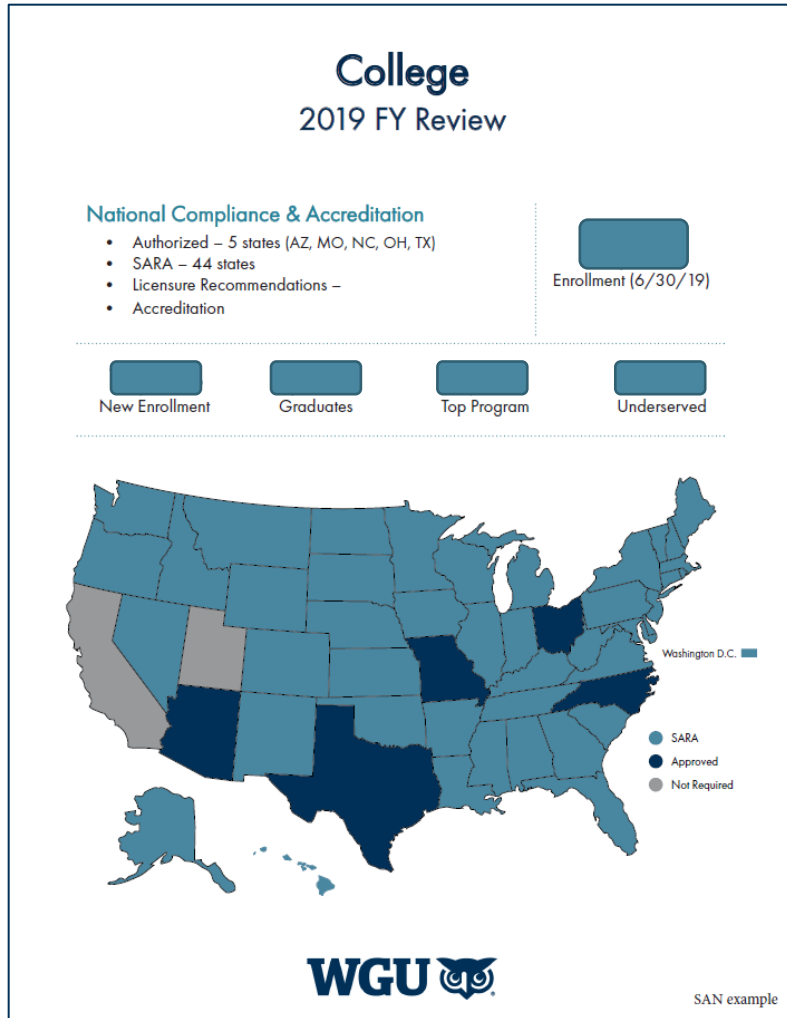 College
2019 FY Review
National Compliance & Accreditation
• Authorized – 5 states (AZ, MO, NC, OH, TX)
• SARA – 44 states
• Licensure Recommendations –
• Accreditation
Enrollment (6/30/19)
New Enrollment
Graduates
Top Program
Underserved
Washington D.C.
SARA
Approved
Not Required
WGU
SAN example